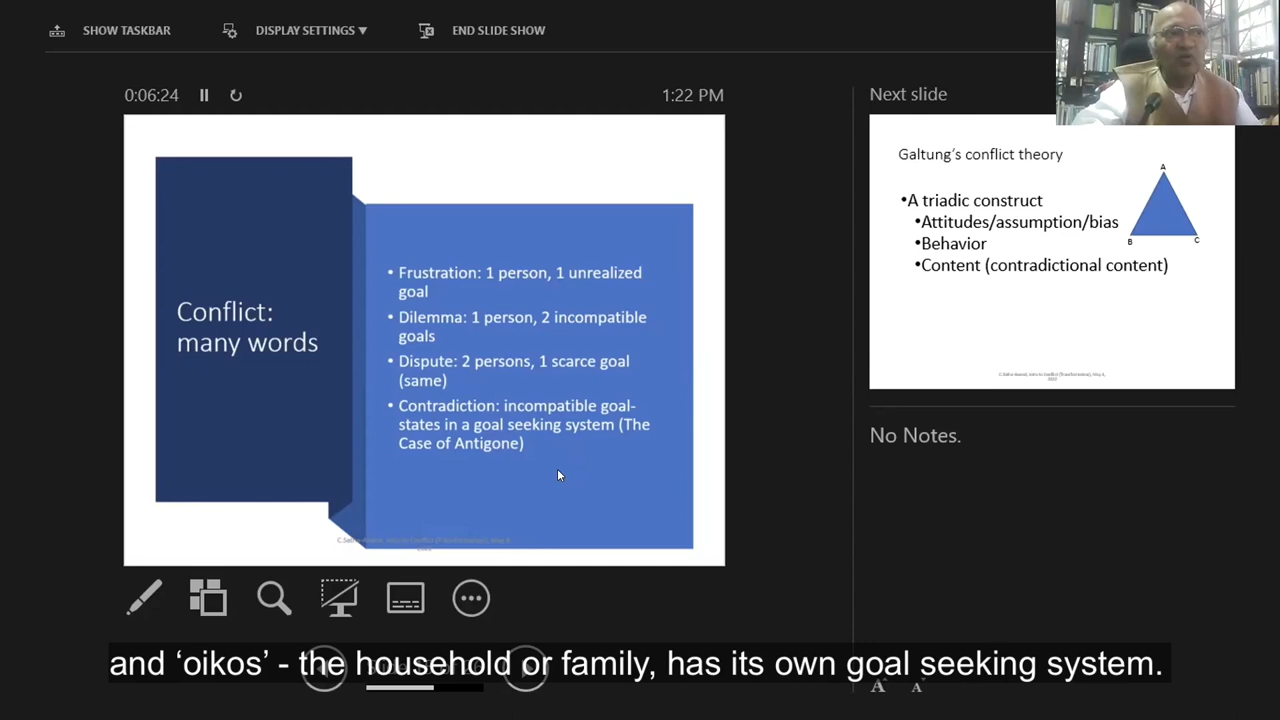 SHOW TASKBAR
DISPLAY SETTINGS ▼
END SLIDE SHOW
0:06:24
1:22 PM
Conflict:
many words
• Frustration: 1 person, 1 unrealized
goal
• Dilemma: 1 person, 2 incompatible
goals
• Dispute: 2 persons, 1 scarce goal
(same)
• Contradiction: incompatible goal-
states in a goal seeking system (The
Case of Antigone)
Next slide
Galtung's conflict theory
•A triadic construct
•Attitudes/assumption/bias
•Behavior
•Content (contradictional content)
A
B
C
No Notes.
and ‘oikos’ - the household or family, has its own goal seeking system.
A A